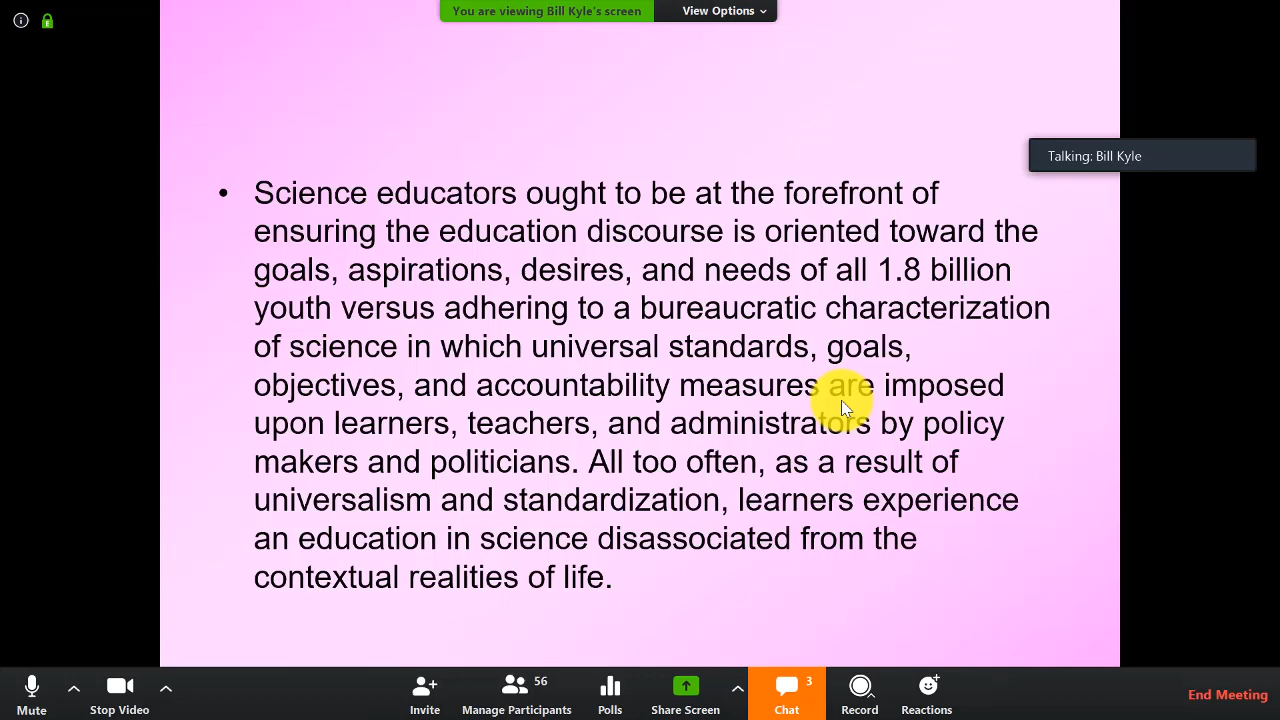 You are viewing Bill Kyle's screen
View Options
Talking: Bill Kyle
• Science educators ought to be at the forefront of
ensuring the education discourse is oriented toward the
goals, aspirations, desires, and needs of all 1.8 billion
youth versus adhering to a bureaucratic characterization
of science in which universal standards, goals,
objectives, and accountability measures are imposed
upon learners, teachers, and administrators by policy
makers and politicians. All too often, as a result of
universalism and standardization, learners experience
an education in science disassociated from the
contextual realities of life.
Mute
Stop Video
Invite
56
Manage Participants
Polls
Share Screen
3
Chat
Record
Reactions
End Meeting